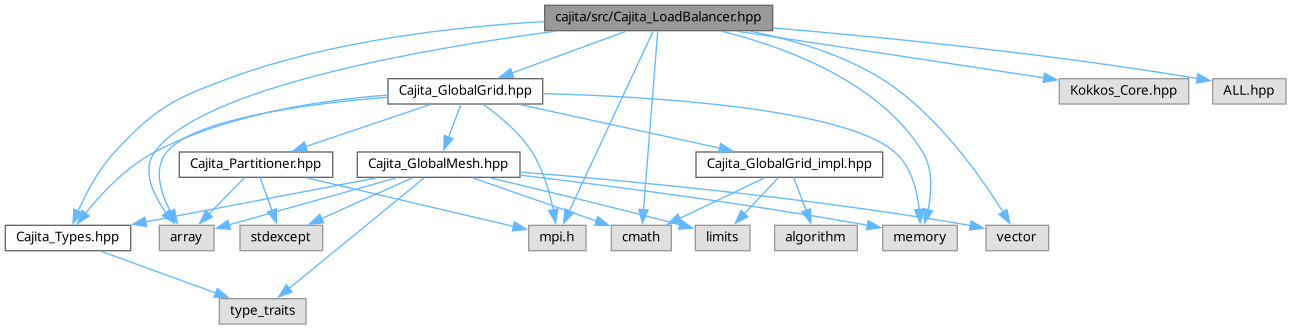 cajita/src/Cajita_LoadBalancer.hpp
Cajita_GlobalGrid.hpp
Kokkos_Core.hpp
ALL.hpp
Cajita_Partitioner.hpp
Cajita_GlobalMesh.hpp
Cajita_GlobalGrid_impl.hpp
Cajita_Types.hpp
array
stdexcept
mpi.h
cmath
limits
algorithm
memory
vector
type_traits